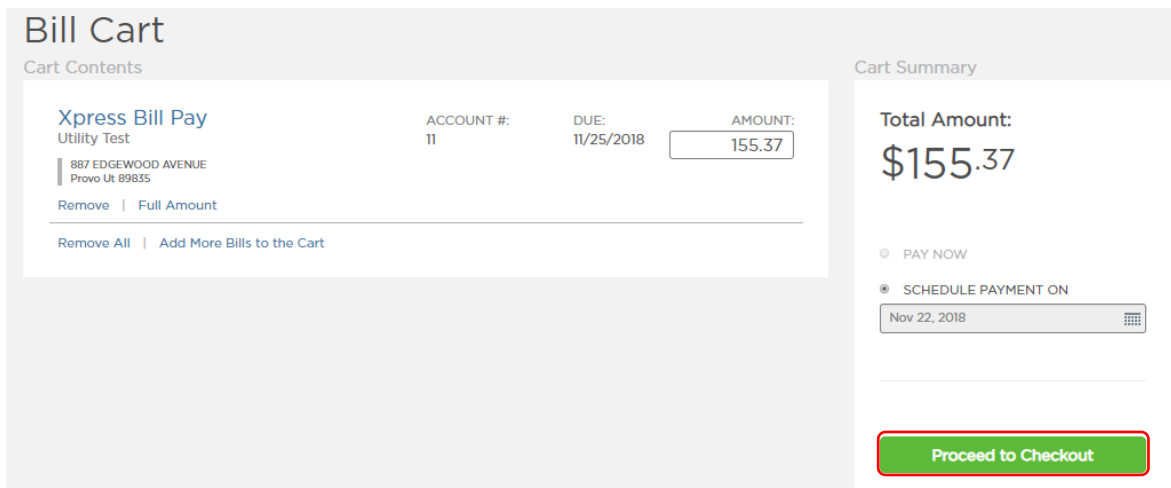 Bill Cart
Cart Contents
Xpress Bill Pay
Utility Test
887 EDGEWOOD AVENUE
Provo Ut 89835
ACCOUNT #:
11
DUE:
11/25/2018
AMOUNT:
155.37
Remove | Full Amount
Remove All | Add More Bills to the Cart
Cart Summary
Total Amount:
$155.37
PAY NOW
SCHEDULE PAYMENT ON
Nov 22, 2018
Proceed to Checkout